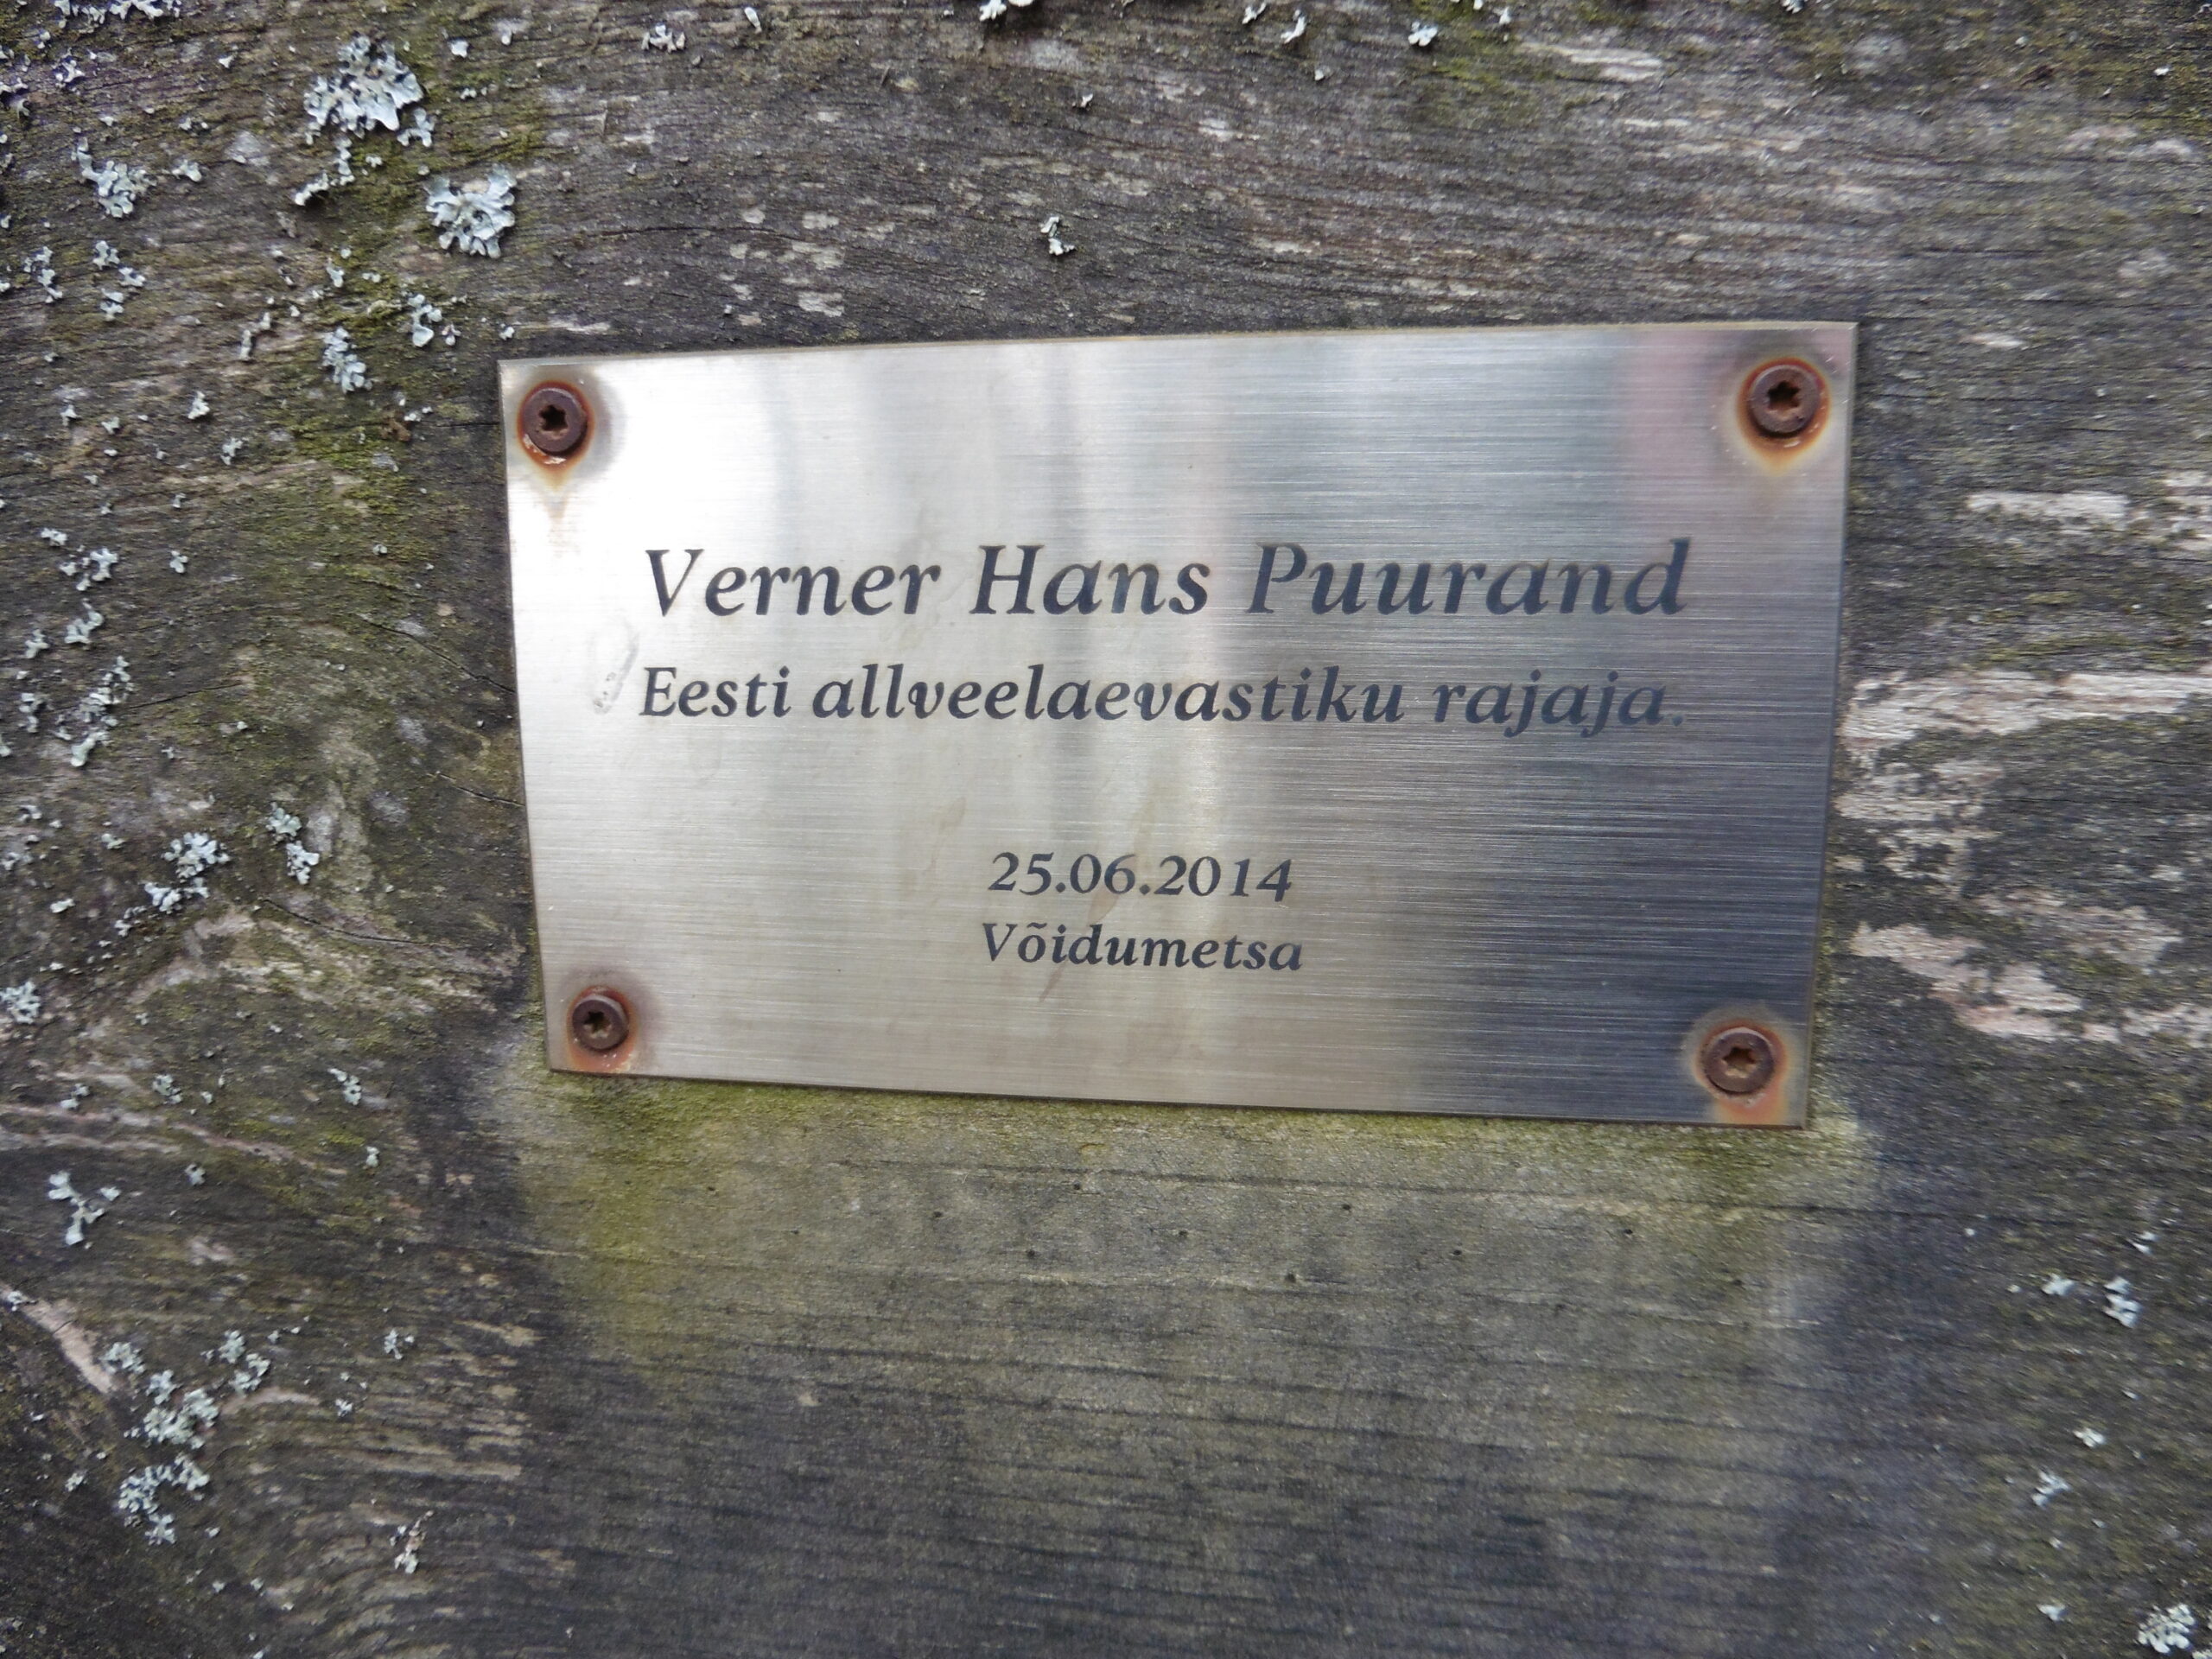 Verner Hans Puurand
Eesti allveelaevastiku rajaja.
25.06.2014
Võidumetsa